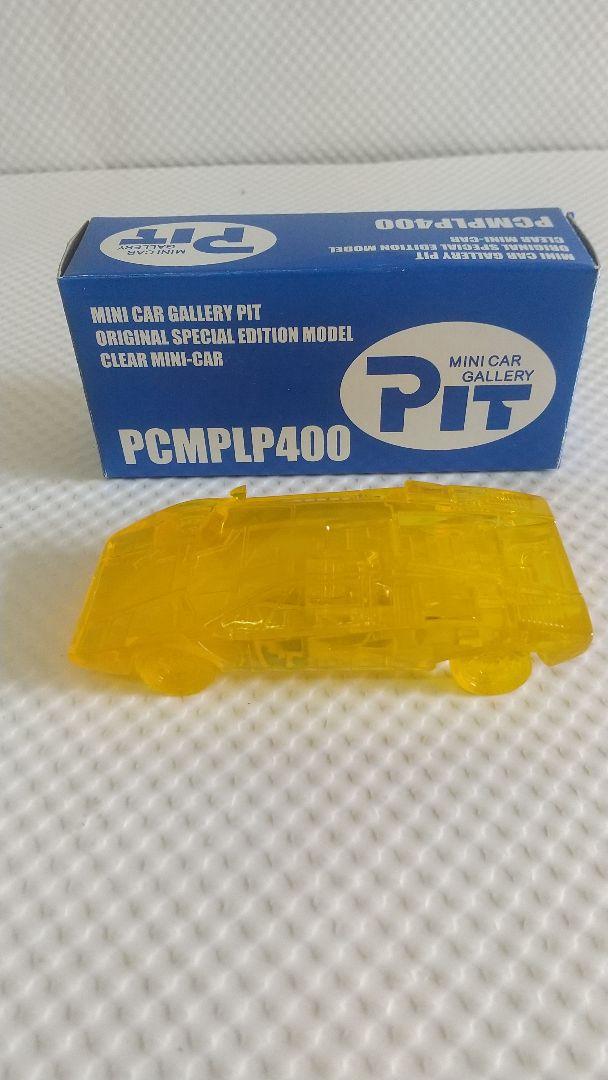 PIT
MINI CAR
GALLERY
MINI CAR GALLERY PIT
ORIGINAL SPECIAL EDITION MODEL
CLEAR MINI-CAR
PCMPLP400
MINI CAR GALLERY PIT
ORIGINAL SPECIAL EDITION MODEL
CLEAR MINI-CAR
PCMPLP400
MINI CAR
GALLERY
PIT